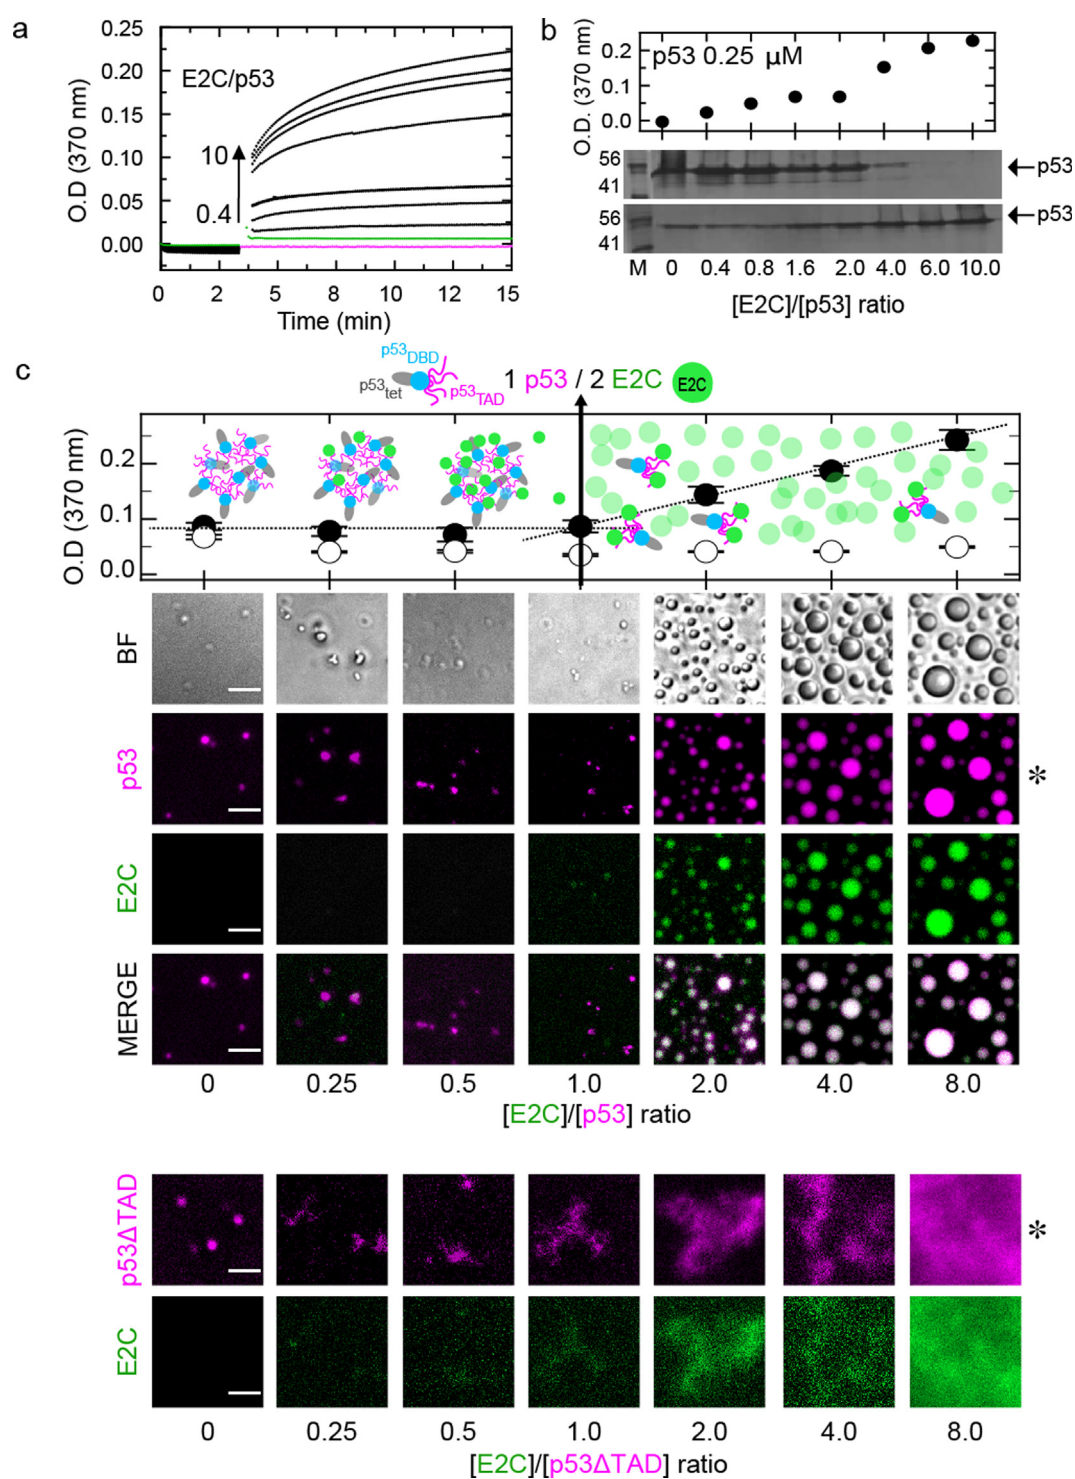 a
0.25
0.20
0.15
0.10
0.05
0.00
O.D (370 nm)
E2C/p53
10
0.4
0 2 5 8 10 12 15
Time (min)
b
p53 0.25 µM
0.2
0.1
0.0
O.D. (370 nm)
56
41
p53
56
41
p53
M 0 0.4 0.8 1.6 2.0 4.0 6.0 10.0
[E2C]/[p53] ratio
c
p53DBD
p53tet
p53TAD
1 p53 / 2 E2C
E2C
0.2
0.1
0.0
O.D (370 nm)
BF
p53
*
E2C
MERGE
0 0.25 0.5 1.0 2.0 4.0 8.0
[E2C]/[p53] ratio
p53ΔTAD
*
E2C
0 0.25 0.5 1.0 2.0 4.0 8.0
[E2C]/[p53ΔTAD] ratio